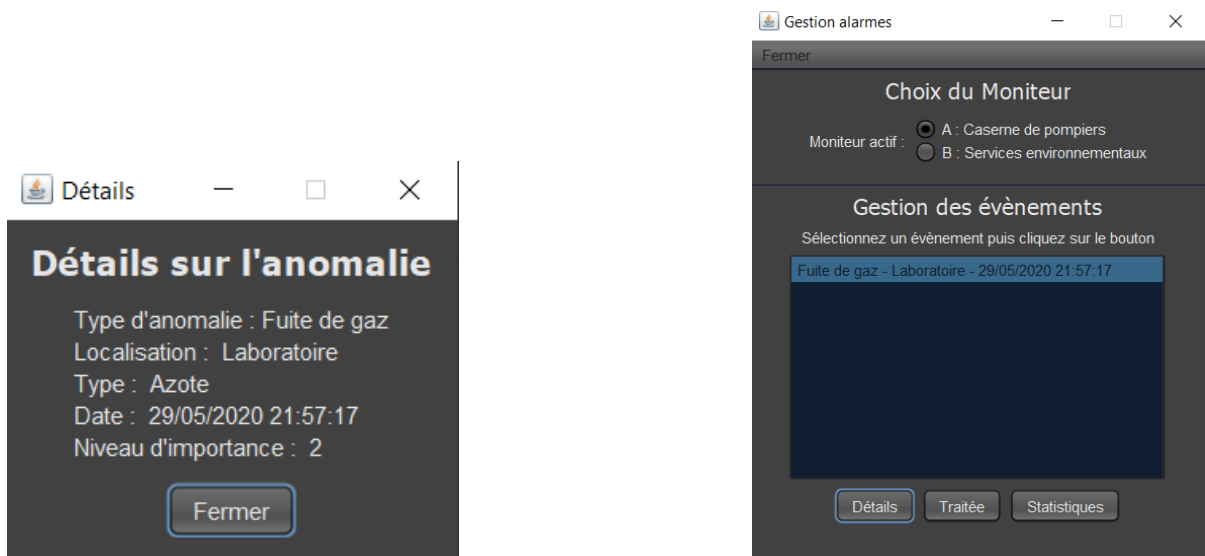 Détails
Détails sur l'anomalie
Type d'anomalie : Fuite de gaz
Localisation : Laboratoire
Type : Azote
Date : 29/05/2020 21:57:17
Niveau d'importance : 2
Fermer
Gestion alarmes
Fermer
Choix du Moniteur
Moniteur actif :
A : Caserne de pompiers
B : Services environnementaux
Gestion des évènements
Sélectionnez un évènement puis cliquez sur le bouton
Fuite de gaz - Laboratoire - 29/05/2020 21:57:17
Détails Traitée Statistiques